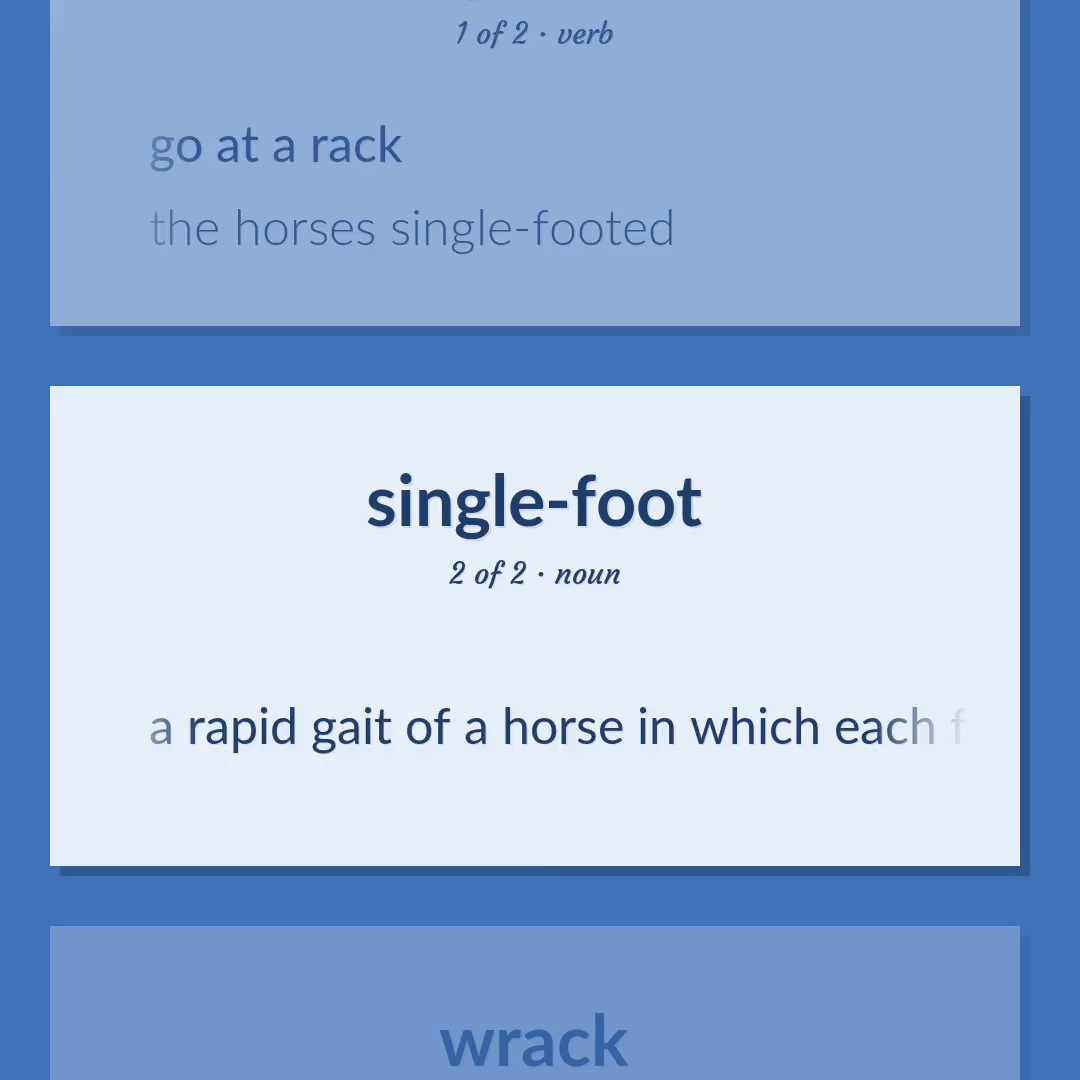 1 of 2 · verb
go at a rack
the horses single-footed
single-foot
2 of 2 · noun
a rapid gait of a horse in which each
wrack